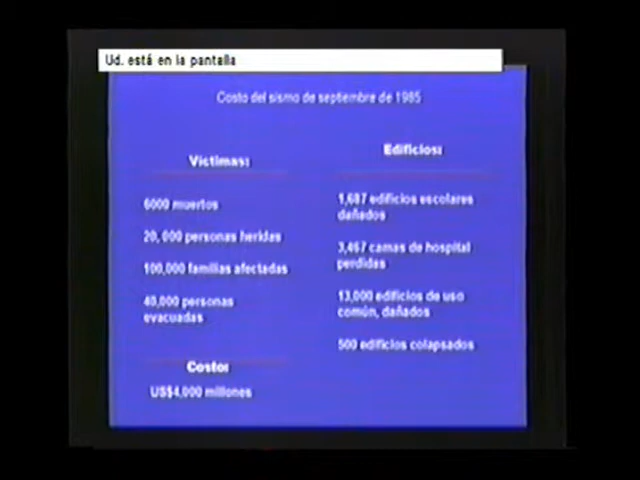 Ud. está en la pantalla
Costo del sismo de septiembre de 1985
Víctimas:
6000 muertos
20, 000 personas heridas
100,000 familias afectadas
40,000 personas
evacuadas
Costo:
US$4,000 millones
Edificios:
1,687 edificios escolares
dañados
3,467 camas de hospital
perdidas
13,000 edificios de uso
común, dañados
500 edificios colapsados